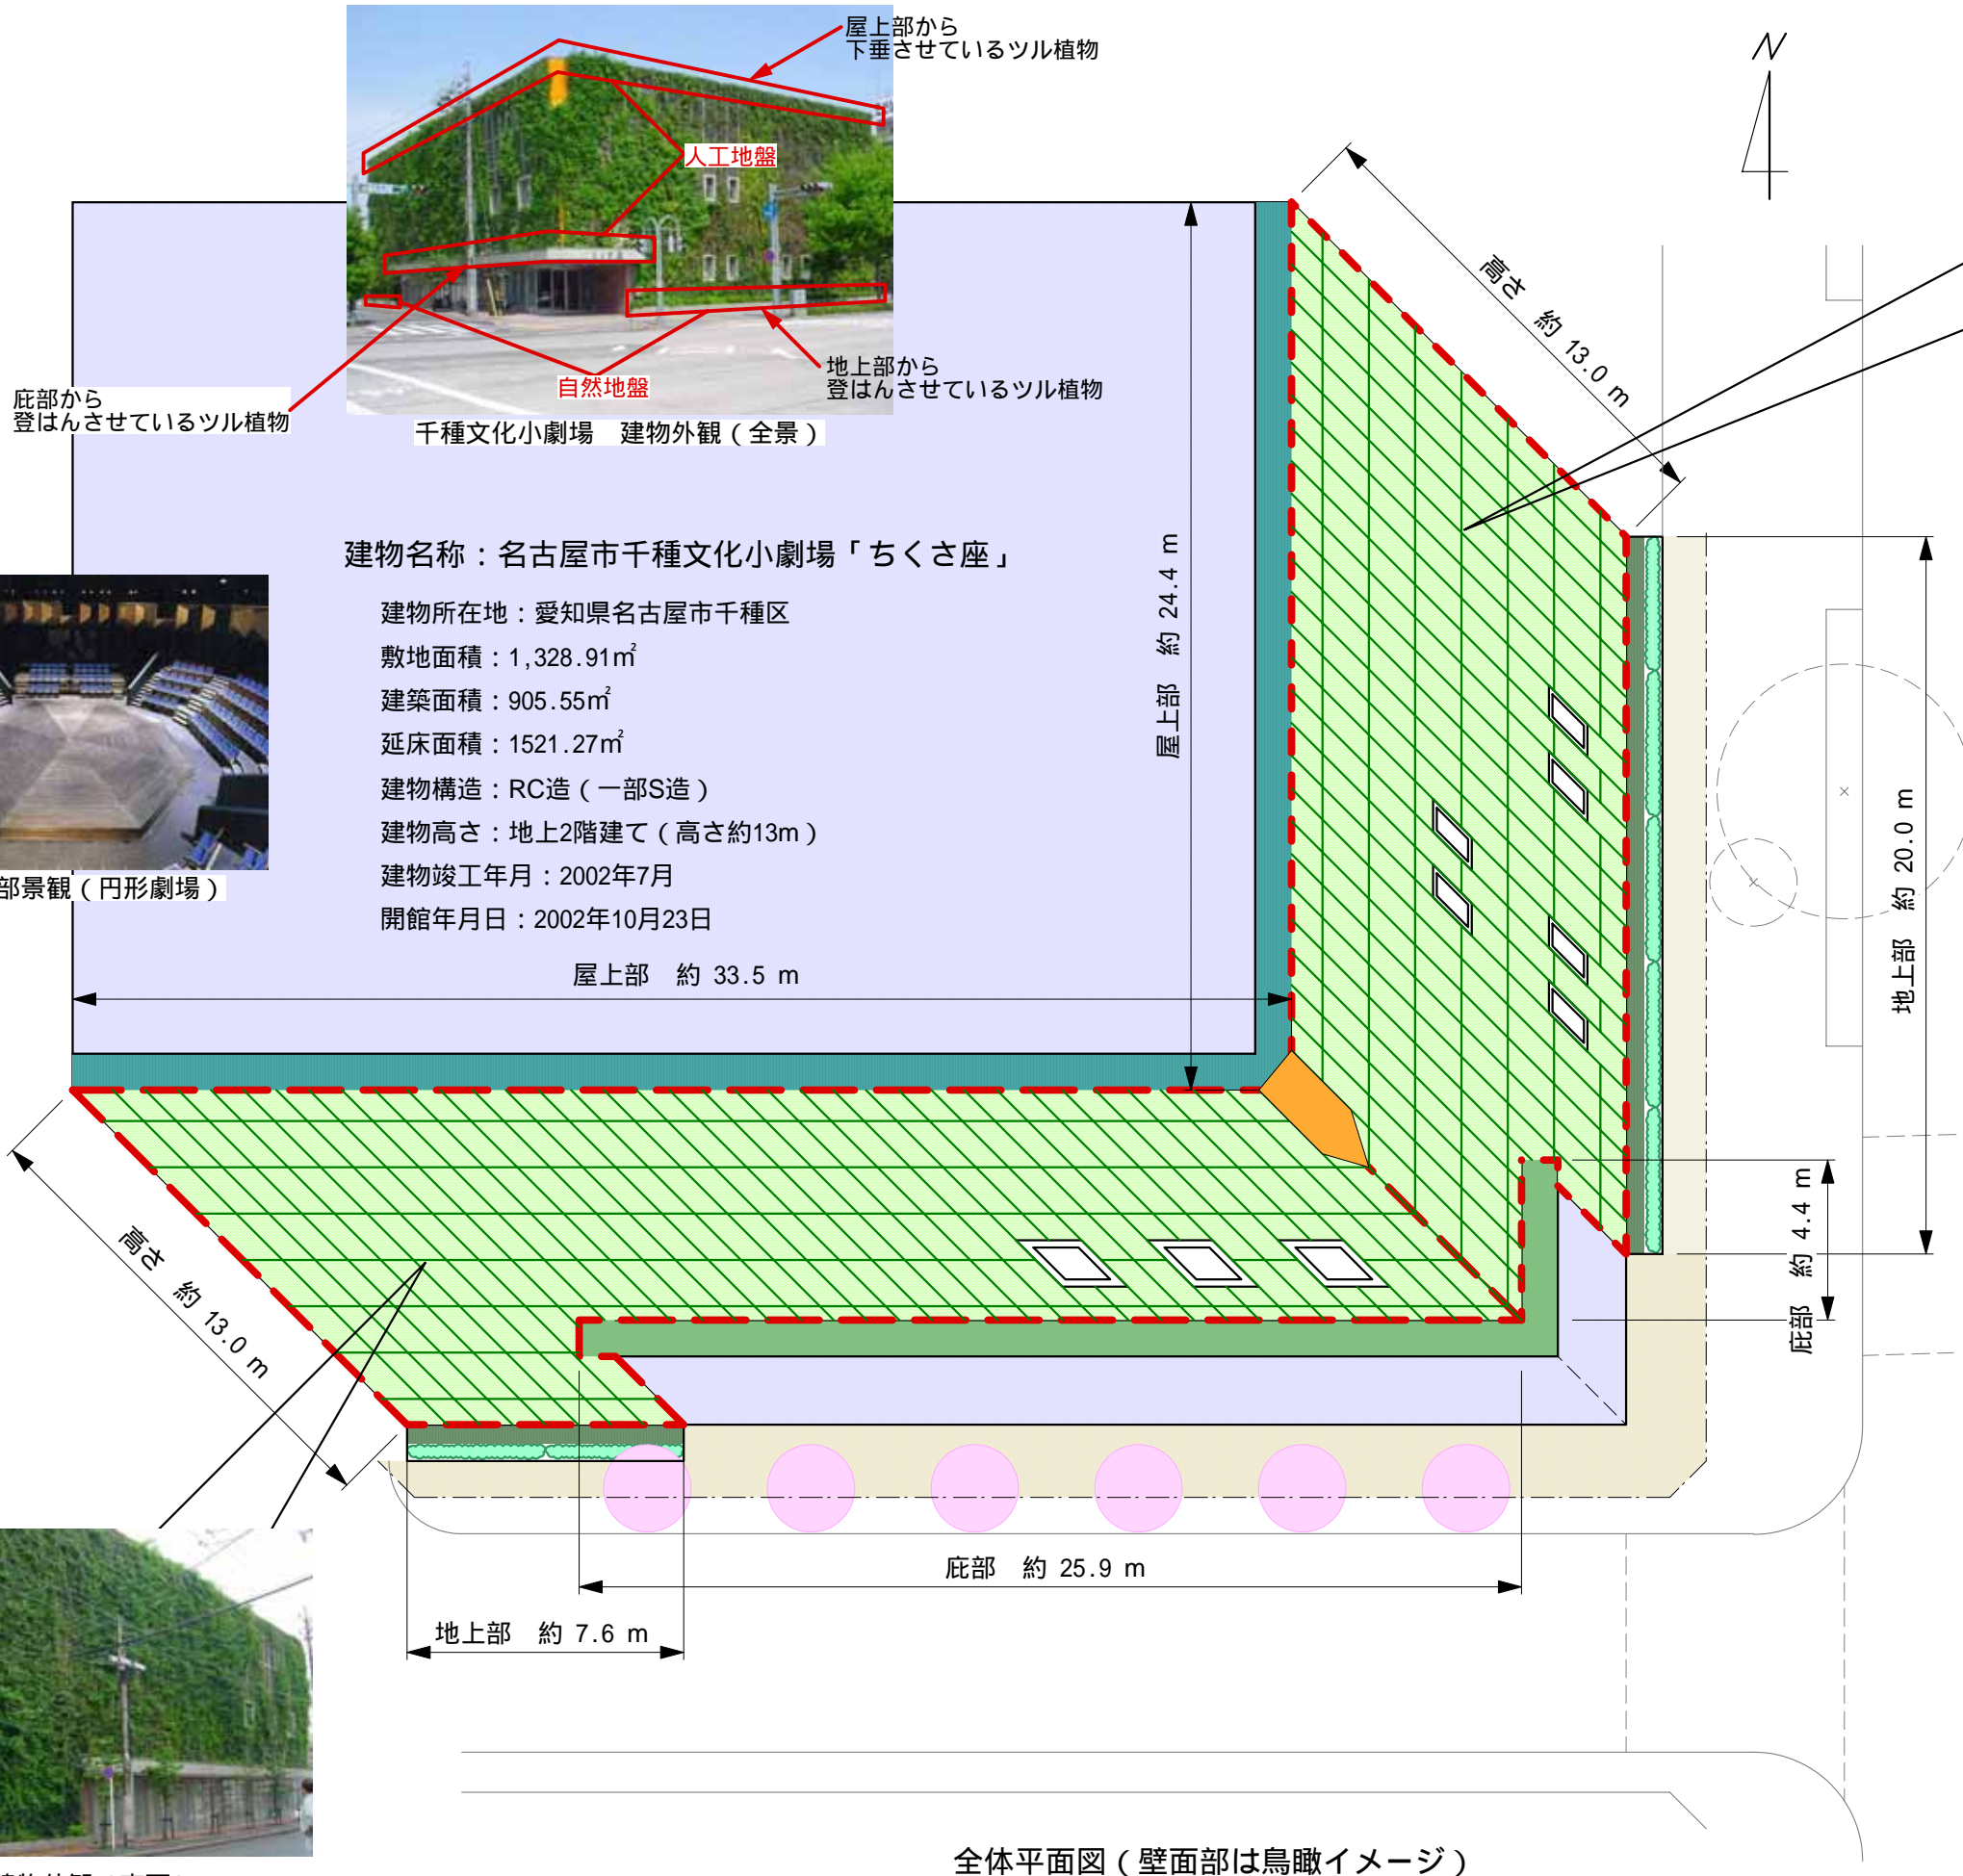 屋上部から
下垂させているツル植物
N
人工地盤
高さ 約 13.0 m
庇部から
登はんさせているツル植物
自然地盤
地上部から
登はんさせているツル植物
千種文化小劇場 建物外観(全景)
建物名称:名古屋市千種文化小劇場「ちくさ座」
建物所在地:愛知県名古屋市千種区
敷地面積:1,328.91㎡
建築面積:905.55㎡
延床面積:1521.27㎡
建物構造:RC造(一部S造)
建物高さ:地上2階建て(高さ約13m)
建物竣工年月:2002年7月
開館年月日:2002年10月23日
部景観(円形劇場)
屋上部 約 24.4 m
屋上部 約 33.5 m
地上部 約 20.0 m
庇部 約 4.4 m
高さ 約 13.0 m
庇部 約 25.9 m
地上部 約 7.6 m
全体平面図(壁面部は鳥瞰イメージ)